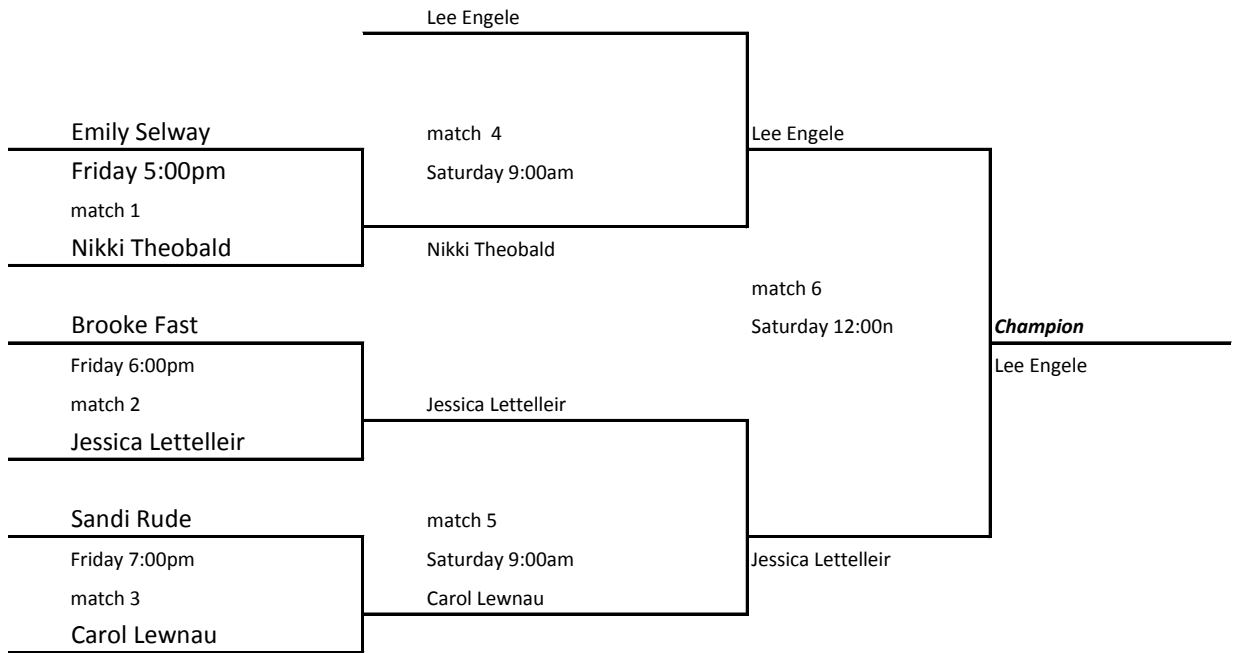 Lee Engele
Emily Selway
match 4
Lee Engele
Friday 5:00pm
Saturday 9:00am
match 1
Nikki Theobald
Nikki Theobald
match 6
Brooke Fast
Saturday 12:00n
Champion
Friday 6:00pm
Lee Engele
match 2
Jessica Lettelleir
Jessica Lettelleir
Sandi Rude
match 5
Friday 7:00pm
Saturday 9:00am
Jessica Lettelleir
match 3
Carol Lewnau
Carol Lewnau